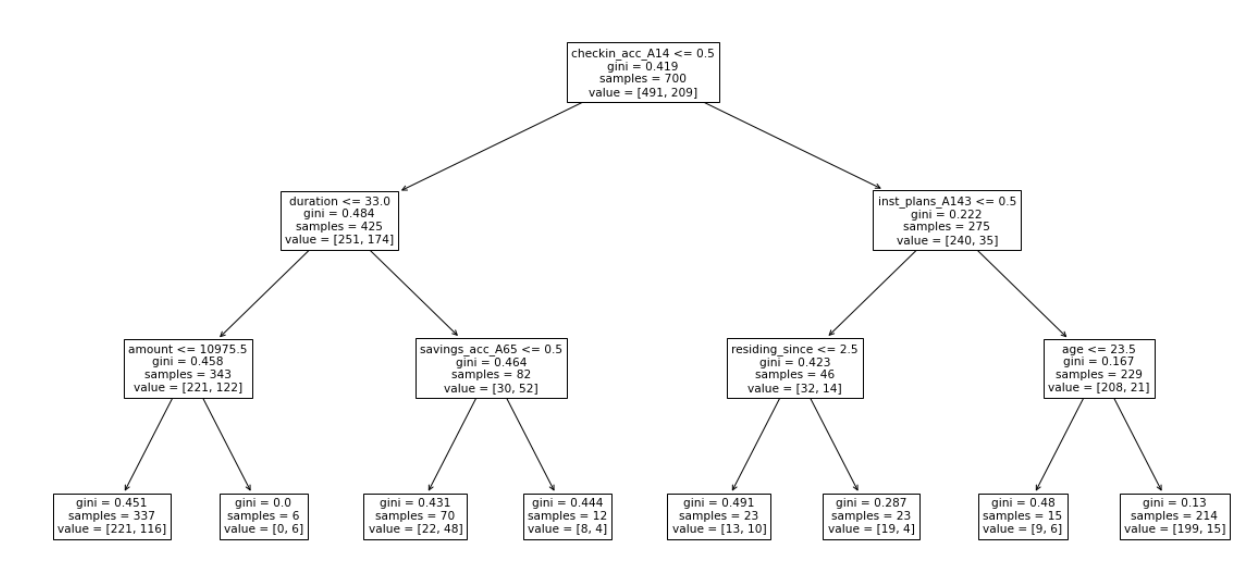 checkin_acc_A14 <= 0.5
gini = 0.419
samples = 700
value = [491, 209]
duration <= 33.0
gini = 0.484
samples = 425
value = [251, 174]
inst_plans_A143 <= 0.5
gini = 0.222
samples = 275
value = [240, 35]
amount <= 10975.5
gini = 0.458
samples = 343
value = [221, 122]
savings_acc_A65 <= 0.5
gini = 0.464
samples = 82
value = [30, 52]
residing_since <= 2.5
gini = 0.423
samples = 46
value = [32, 14]
age <= 23.5
gini = 0.167
samples = 229
value = [208, 21]
gini = 0.451
samples = 337
value = [221, 116]
gini = 0.0
samples = 6
value = [0, 6]
gini = 0.431
samples = 70
value = [22, 48]
gini = 0.444
samples = 12
value = [8, 4]
gini = 0.491
samples = 23
value = [13, 10]
gini = 0.287
samples = 23
value = [19, 4]
gini = 0.48
samples = 15
value = [9, 6]
gini = 0.13
samples = 214
value = [199, 15]